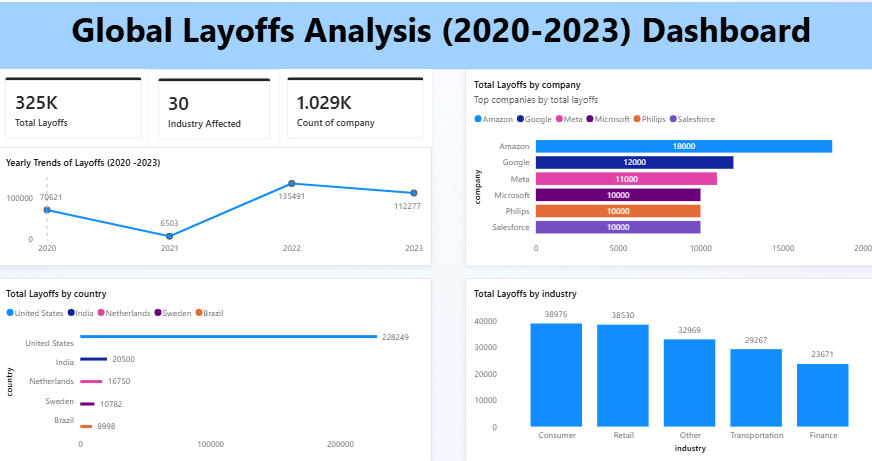 Global Layoffs Analysis (2020-2023) Dashboard
325K
Total Layoffs
30
Industry Affected
1.029K
Count of company
Yearly Trends of Layoffs (2020 -2023)
100000
0
70621
6503
135491
112277
2020 2021 2022 2023
Total Layoffs by company
Top companies by total layoffs
Amazon Google Meta Microsoft Philips Salesforce
company
Amazon 18000
Google 12000
Meta 11000
Microsoft 10000
Philips 10000
Salesforce 10000
0 5000 10000 15000 2000
Total Layoffs by country
United States India Netherlands Sweden Brazil
country
United States 228249
India 20500
Netherlands 16750
Sweden 10782
Brazil 8998
0 100000 200000
Total Layoffs by industry
40000
30000
20000
10000
0
38976 38530 32969 29267 23671
Consumer Retail Other Transportation Finance
industry